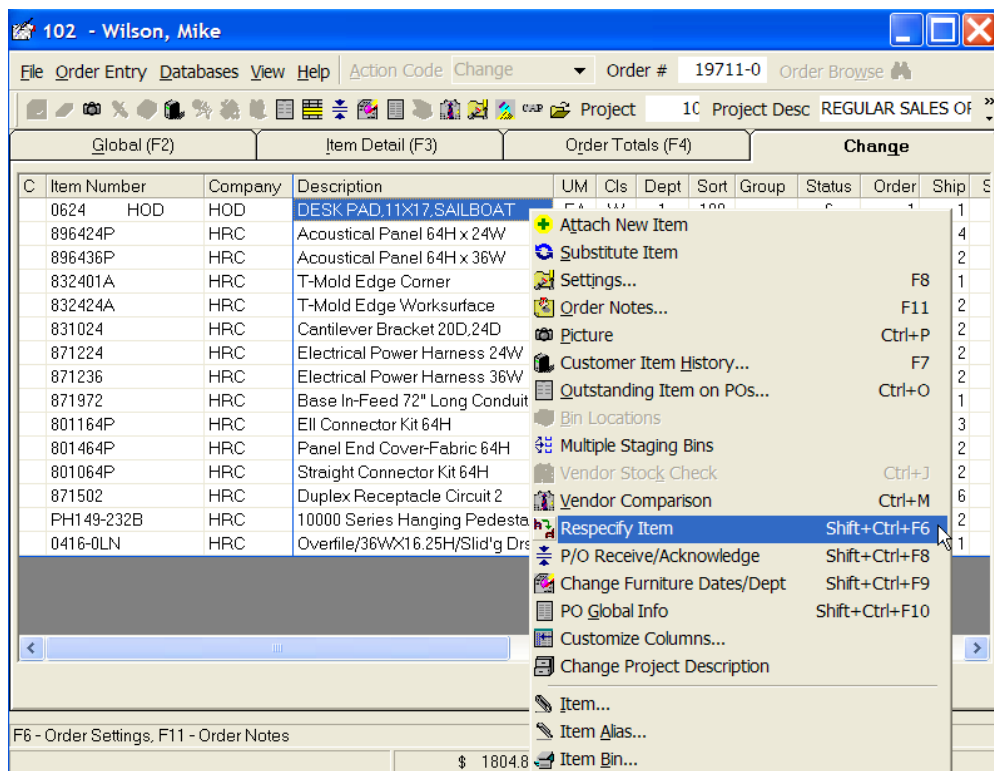 102 - Wilson, Mike
File Order Entry Databases View Help Action Code Change Order # 19711-0 Order Browse
CAP Project 10 Project Desc REGULAR SALES OF
Global (F2) Item Detail (F3) Order Totals (F4) Change
C Item Number Company Description UM Cls Dept Sort Group Status Order Ship S
0624 HOD HOD DESK PAD,11X17,SAILBOAT EA W 1 100 1 1
896424P HRC Acoustical Panel 64H x 24W 4
896436P HRC Acoustical Panel 64H x 36W 2
832401A HRC T-Mold Edge Corner 1
832424A HRC T-Mold Edge Worksurface 2
831024 HRC Cantilever Bracket 20D,24D 2
871224 HRC Electrical Power Harness 24W 2
871236 HRC Electrical Power Harness 36W 2
871972 HRC Base In-Feed 72" Long Conduit 1
801164P HRC Ell Connector Kit 64H 3
801464P HRC Panel End Cover-Fabric 64H 2
801064P HRC Straight Connector Kit 64H 2
871502 HRC Duplex Receptacle Circuit 2 6
PH149-232B HRC 10000 Series Hanging Pedesta 2
0416-0LN HRC Overfile/36WX16.25H/Slid'g Drs 1
Attach New Item
Substitute Item
Settings... F8
Order Notes... F11
Picture Ctrl+P
Customer Item History... F7
Outstanding Item on POs... Ctrl+O
Bin Locations
Multiple Staging Bins
Vendor Stock Check Ctrl+J
Vendor Comparison Ctrl+M
Respecify Item Shift+Ctrl+F6
P/O Receive/Acknowledge Shift+Ctrl+F8
Change Furniture Dates/Dept Shift+Ctrl+F9
PO Global Info Shift+Ctrl+F10
Customize Columns...
Change Project Description
Item...
Item Alias...
Item Bin...
F6 - Order Settings, F11 - Order Notes
$ 1804.8